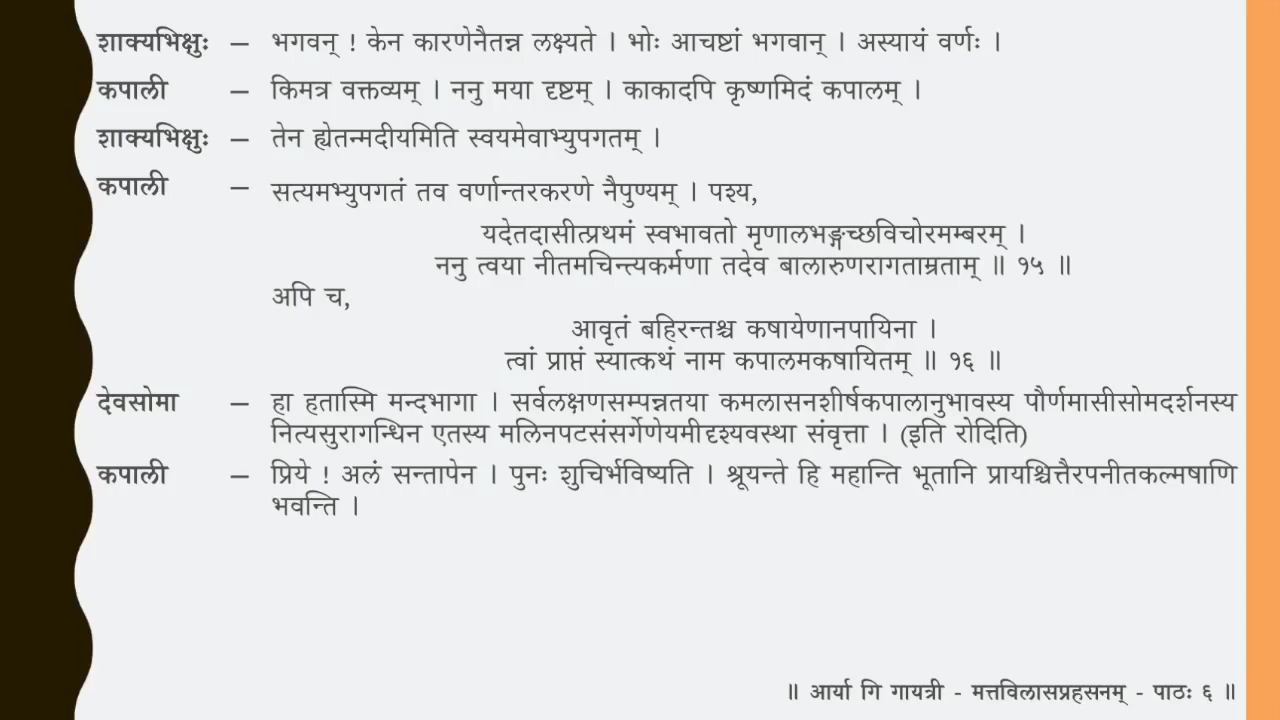 शाक्यभिक्षुः – भगवन् ! केन कारणेनैतन्न लक्ष्यते । भोः आचष्टां भगवान् । अस्यायं वर्णः ।
कपाली – किमत्र वक्तव्यम् । ननु मया दृष्टम् । काकादपि कृष्णमिदं कपालम् ।
शाक्यभिक्षुः – तेन ह्येतन्मदीयमिति स्वयमेवाभ्युपगतम् ।
कपाली – सत्यमभ्युपगतं तव वर्णान्तरकरणे नैपुण्यम् । पश्य,
यदेतदासीत्प्रथमं स्वभावतो मृणालभङ्गच्छविचोरमम्बरम् ।
ननु त्वया नीतमचिन्त्यकर्मणा तदेव बालारुणरागताम्रताम् ॥ १५ ॥
अपि च,
आवृतं बहिरन्तश्च कषायेणानपायिना ।
त्वां प्राप्तं स्यात्कथं नाम कपालमकषायितम् ॥ १६ ॥
देवसोमा – हा हतास्मि मन्दभागा । सर्वलक्षणसम्पन्नतया कमलासनशीर्षकपालानुभावस्य पौर्णमासीसोमदर्शनस्य
नित्यसुरागन्धिन एतस्य मलिनपटसंसर्गेणेयमीदृश्यवस्था संवृत्ता । (इति रोदिति)
कपाली – प्रिये ! अलं सन्तापेन । पुनः शुचिर्भविष्यति । श्रूयन्ते हि महान्ति भूतानि प्रायश्चित्तैरपनीतकल्मषाणि
भवन्ति ।
॥ आर्या गि गायत्री - मत्तविलासप्रहसनम् - पाठः ६ ॥